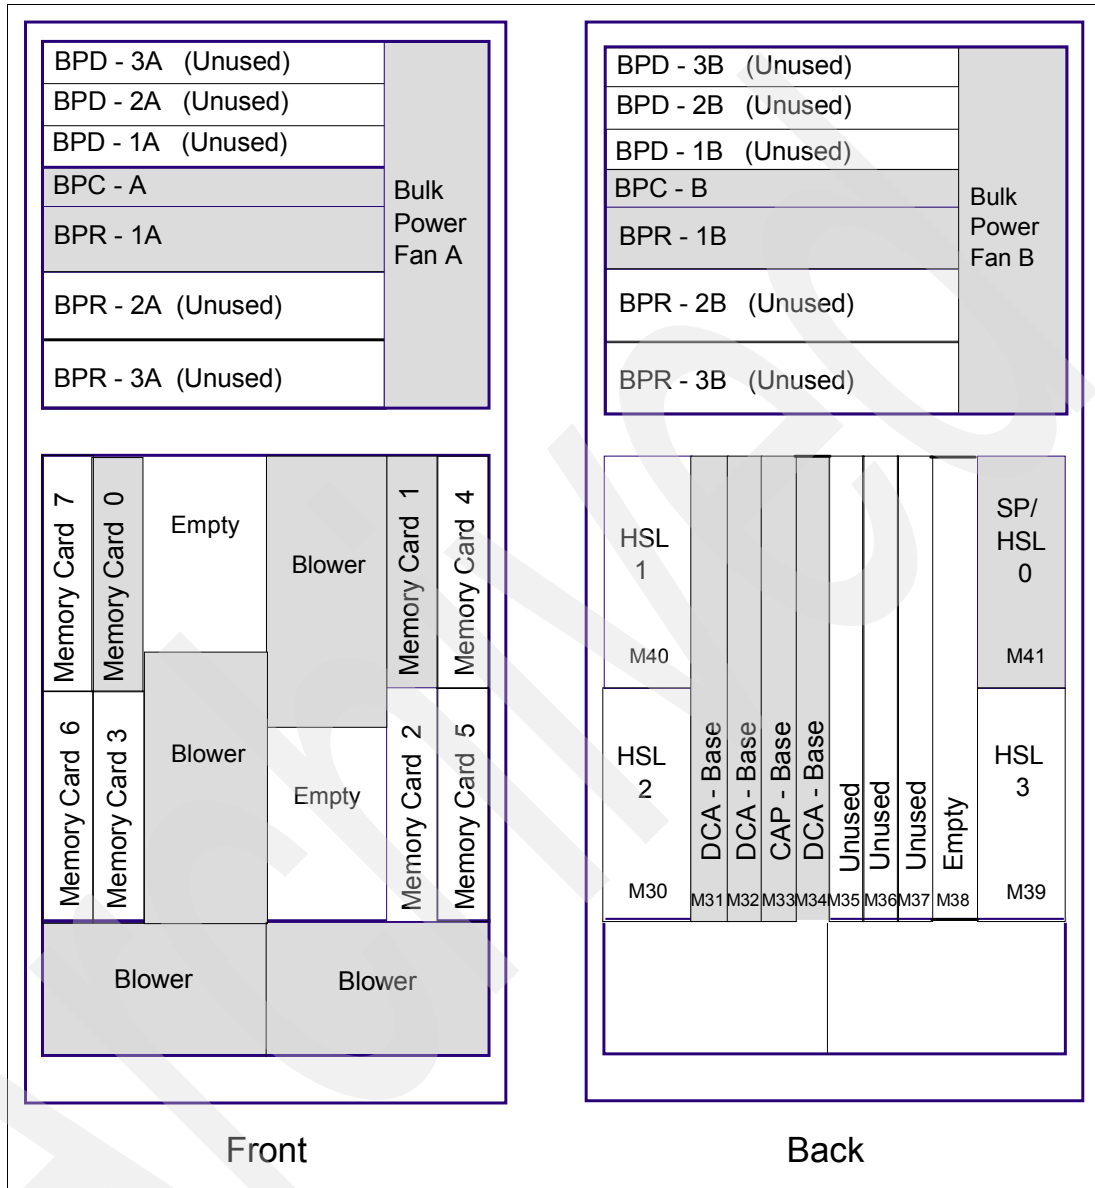 BPD - 3A (Unused)
BPD - 2A (Unused)
BPD - 1A (Unused)
BPC - A
BPR - 1A
BPR - 2A (Unused)
BPR - 3A (Unused)
Bulk
Power
Fan A
Memory Card 7
Memory Card 0
Empty
Blower
Memory Card 1
Memory Card 4
Memory Card 6
Memory Card 3
Blower
Empty
Memory Card 2
Memory Card 5
Blower
Blower
Front
BPD - 3B (Unused)
BPD - 2B (Unused)
BPD - 1B (Unused)
BPC - B
BPR - 1B
BPR - 2B (Unused)
BPR - 3B (Unused)
Bulk
Power
Fan B
HSL
1
M40
HSL
2
M30
DCA - Base
M31
DCA - Base
M32
CAP - Base
M33
DCA - Base
M34
Unused
M35
Unused
M36
Unused
M37
Empty
M38
SP/
HSL
0
M41
HSL
3
M39
Back
Archived